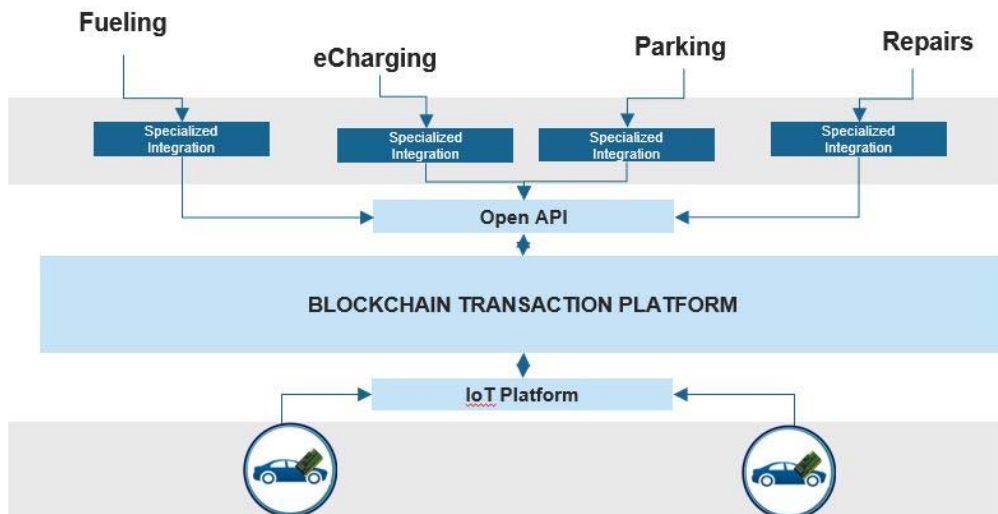 Fueling
eCharging
Parking
Repairs
Specialized
Integration
Specialized
Integration
Specialized
Integration
Specialized
Integration
Open API
BLOCKCHAIN TRANSACTION PLATFORM
IoT Platform